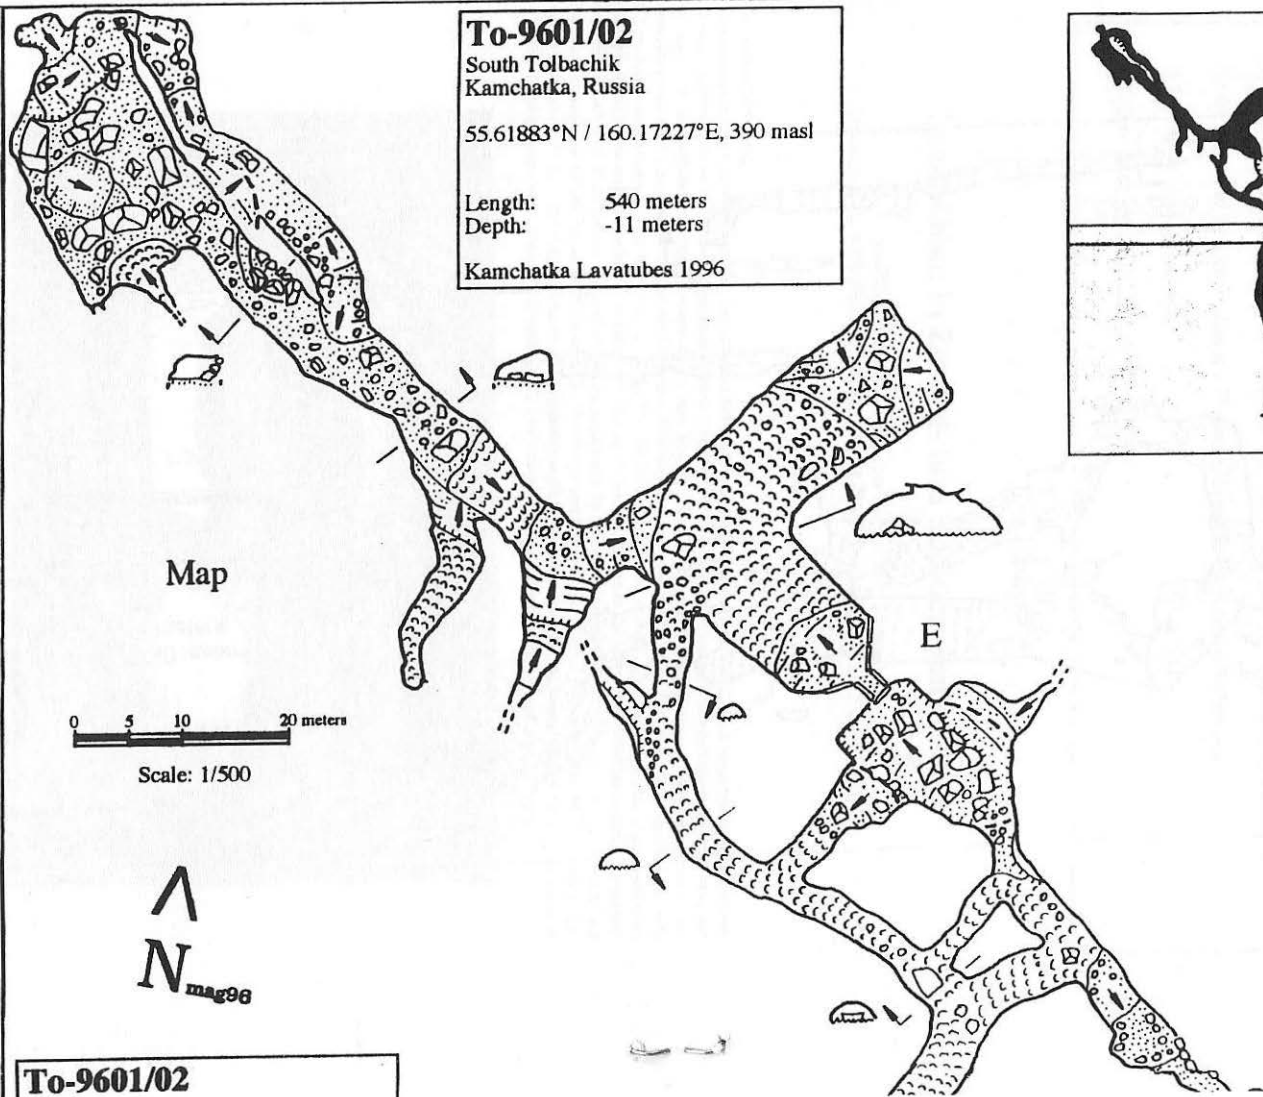 To-9601/02
South Tolbachik
Kamchatka, Russia
55.61883°N / 160.17227°E, 390 masl
Length: 540 meters
Depth: -11 meters
Kamchatka Lavatubes 1996
Map
E
0 5 10 20 meters
Scale: 1/500
N mag96
To-9601/02